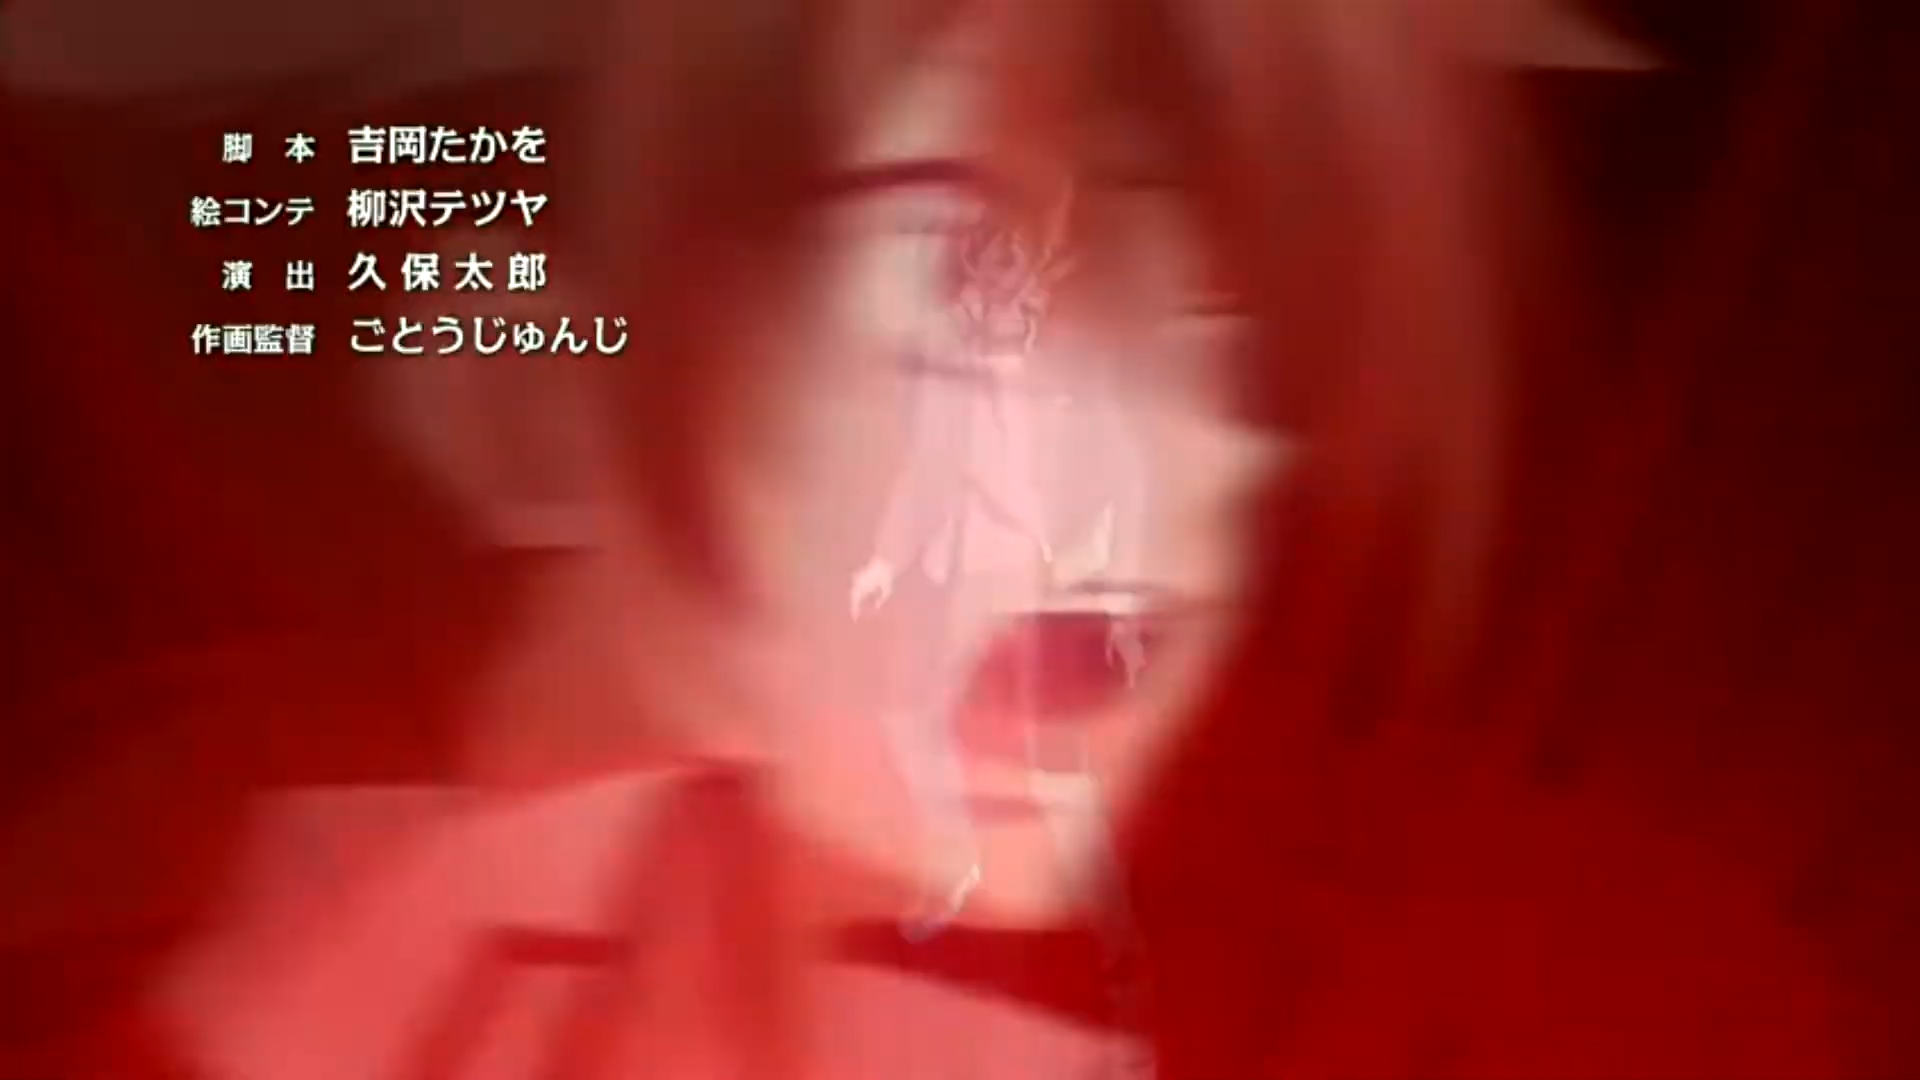 脚　本　吉岡たかを
絵コンテ　柳沢テツヤ
演　出　久保太郎
作画監督　ごとうじゅんじ